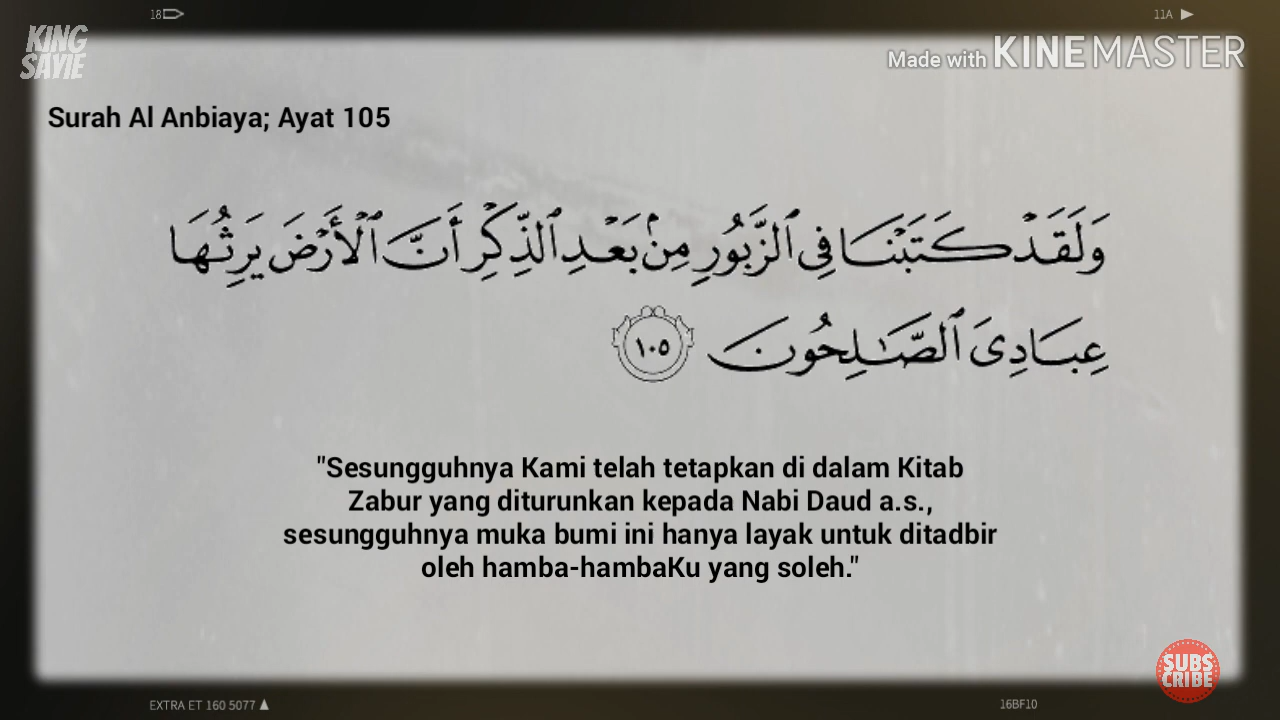 18
11A
KING
SAYIE
Made with KINEMASTER
Surah Al Anbiaya; Ayat 105
وَلَقَدْ كَتَبْنَا فِى ٱلزَّبُورِ مِنۢ بَعْدِ ٱلذِّكْرِ أَنَّ ٱلْأَرْضَ يَرِثُهَا
عِبَادِىَ ٱلصَّـٰلِحُونَ ١٠٥
"Sesungguhnya Kami telah tetapkan di dalam Kitab
Zabur yang diturunkan kepada Nabi Daud a.s.,
sesungguhnya muka bumi ini hanya layak untuk ditadbir
oleh hamba-hambaKu yang soleh."
SUBS
CRIBE
EXTRA ET 160 5077
16BF10